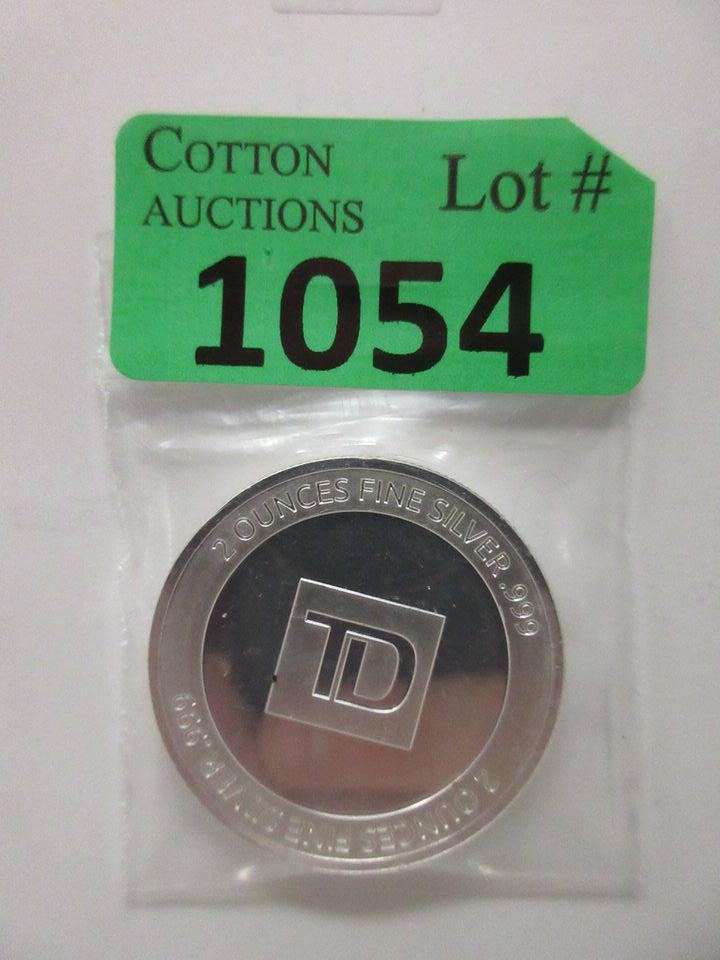 COTTON
AUCTIONS
Lot #
1054
2 OUNCES FINE SILVER .999
TD
2 OUNCES FINE SILVER .999